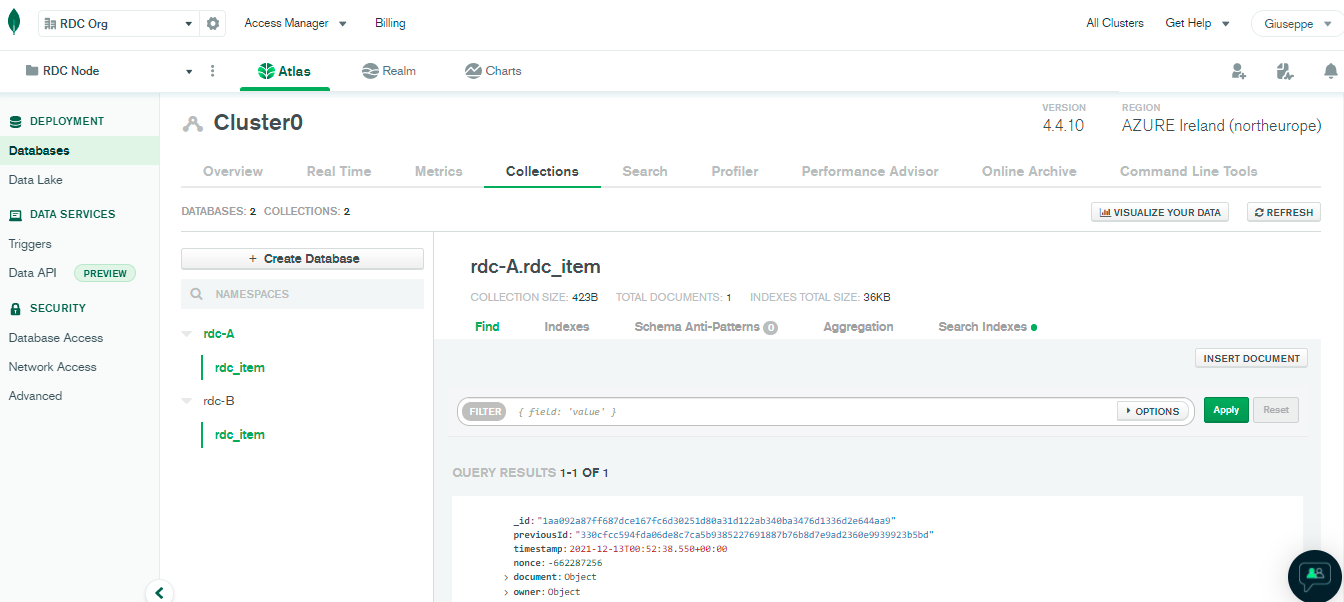 RDC Org
Access Manager
Billing
All Clusters
Get Help
Giuseppe
RDC Node
Atlas
Realm
Charts
DEPLOYMENT
Databases
Data Lake
DATA SERVICES
Triggers
Data API PREVIEW
SECURITY
Database Access
Network Access
Advanced
Cluster0
VERSION
4.4.10
REGION
AZURE Ireland (northeurope)
Overview
Real Time
Metrics
Collections
Search
Profiler
Performance Advisor
Online Archive
Command Line Tools
DATABASES: 2 COLLECTIONS: 2
VISUALIZE YOUR DATA
REFRESH
+ Create Database
NAMESPACES
rdc-A
rdc_item
rdc-B
rdc_item
rdc-A.rdc_item
COLLECTION SIZE: 423B TOTAL DOCUMENTS: 1 INDEXES TOTAL SIZE: 36KB
Find
Indexes
Schema Anti-Patterns 0
Aggregation
Search Indexes
INSERT DOCUMENT
FILTER { field: 'value' }
OPTIONS
Apply
Reset
QUERY RESULTS 1-1 OF 1
_id: "1aa092a87ff687dce167fc6d30251d80a31d122ab340ba3476d1336d2e644aa9"
previousId: "330cfcc594fda06de8c7ca5b9385227691887b76b8d7e9ad2360e9939923b5bd"
timestamp: 2021-12-13T00:52:38.550+00:00
nonce: -662287256
document: Object
owner: Object